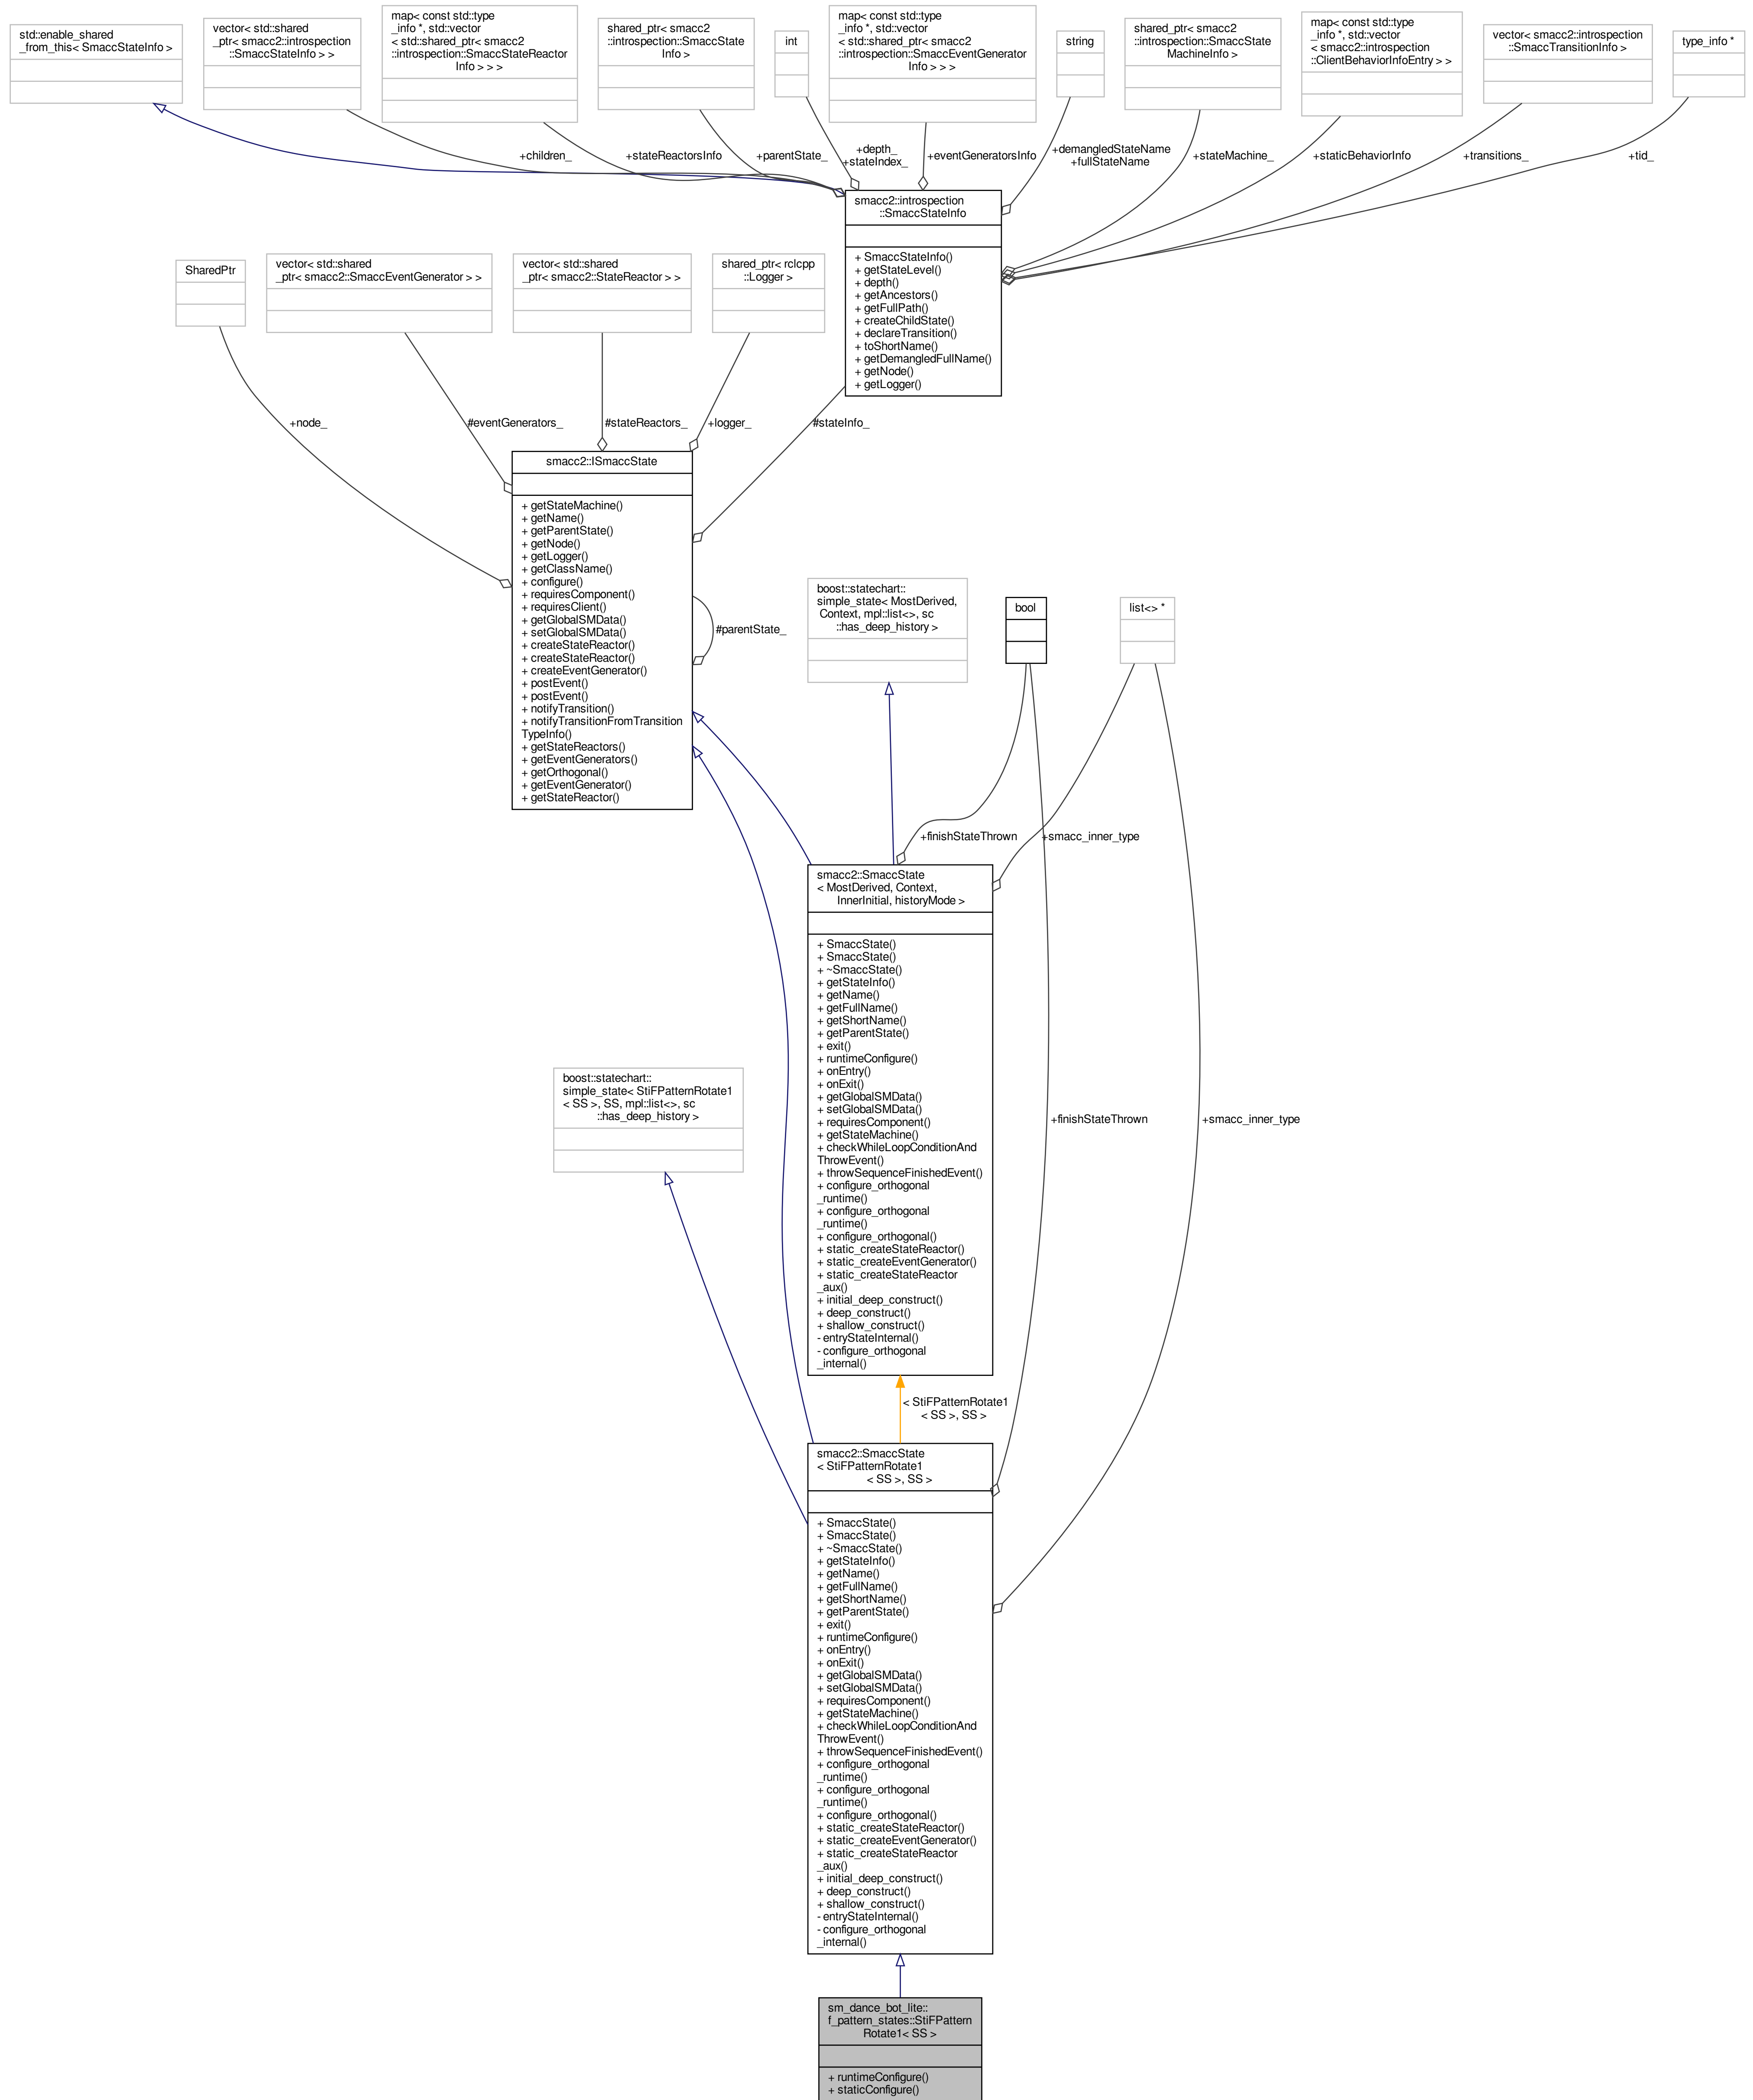 std::enable_shared
_from_this< SmaccStateInfo >
vector< std::shared
_ptr< smacc2::introspection
::SmaccStateInfo > >
map< const std::type
_info *, std::vector
< std::shared_ptr< smacc2
::introspection::SmaccStateReactor
Info > > >
shared_ptr< smacc2
::introspection::SmaccState
Info >
int
map< const std::type
_info *, std::vector
< std::shared_ptr< smacc2
::introspection::SmaccEventGenerator
Info > > >
string
shared_ptr< smacc2
::introspection::SmaccState
MachineInfo >
map< const std::type
_info *, std::vector
< smacc2::introspection
::ClientBehaviorInfoEntry > >
vector< smacc2::introspection
::SmaccTransitionInfo >
type_info *
+children_
+stateReactorsInfo
+parentState_
+depth_
+stateIndex_
+eventGeneratorsInfo
+demangledStateName
+fullStateName
+stateMachine_
+staticBehaviorInfo
+transitions_
+tid_
smacc2::introspection
::SmaccStateInfo
+ SmaccStateInfo()
+ getStateLevel()
+ depth()
+ getAncestors()
+ getFullPath()
+ createChildState()
+ declareTransition()
+ toShortName()
+ getDemangledFullName()
+ getNode()
+ getLogger()
SharedPtr
vector< std::shared
_ptr< smacc2::SmaccEventGenerator > >
vector< std::shared
_ptr< smacc2::StateReactor > >
shared_ptr< rclcpp
::Logger >
+node_
#eventGenerators_
#stateReactors_
+logger_
#stateInfo_
smacc2::ISmaccState
+ getStateMachine()
+ getName()
+ getParentState()
+ getNode()
+ getLogger()
+ getClassName()
+ configure()
+ requiresComponent()
+ requiresClient()
+ getGlobalSMData()
+ setGlobalSMData()
+ createStateReactor()
+ createStateReactor()
+ createEventGenerator()
+ postEvent()
+ postEvent()
+ notifyTransition()
+ notifyTransitionFromTransition
TypeInfo()
+ getStateReactors()
+ getEventGenerators()
+ getOrthogonal()
+ getEventGenerator()
+ getStateReactor()
#parentState_
boost::statechart::
simple_state< MostDerived,
Context, mpl::list<>, sc
::has_deep_history >
bool
list<> *
+finishStateThrown
+smacc_inner_type
smacc2::SmaccState
< MostDerived, Context,
InnerInitial, historyMode >
+ SmaccState()
+ SmaccState()
+ ~SmaccState()
+ getStateInfo()
+ getName()
+ getFullName()
+ getShortName()
+ getParentState()
+ exit()
+ runtimeConfigure()
+ onEntry()
+ onExit()
+ getGlobalSMData()
+ setGlobalSMData()
+ requiresComponent()
+ getStateMachine()
+ checkWhileLoopConditionAnd
ThrowEvent()
+ throwSequenceFinishedEvent()
+ configure_orthogonal
_runtime()
+ configure_orthogonal
_runtime()
+ configure_orthogonal()
+ static_createStateReactor()
+ static_createEventGenerator()
+ static_createStateReactor
_aux()
+ initial_deep_construct()
+ deep_construct()
+ shallow_construct()
- entryStateInternal()
- configure_orthogonal
_internal()
boost::statechart::
simple_state< StiFPatternRotate1
< SS >, SS, mpl::list<>, sc
::has_deep_history >
+finishStateThrown
+smacc_inner_type
< StiFPatternRotate1
< SS >, SS >
smacc2::SmaccState
< StiFPatternRotate1
< SS >, SS >
+ SmaccState()
+ SmaccState()
+ ~SmaccState()
+ getStateInfo()
+ getName()
+ getFullName()
+ getShortName()
+ getParentState()
+ exit()
+ runtimeConfigure()
+ onEntry()
+ onExit()
+ getGlobalSMData()
+ setGlobalSMData()
+ requiresComponent()
+ getStateMachine()
+ checkWhileLoopConditionAnd
ThrowEvent()
+ throwSequenceFinishedEvent()
+ configure_orthogonal
_runtime()
+ configure_orthogonal
_runtime()
+ configure_orthogonal()
+ static_createStateReactor()
+ static_createEventGenerator()
+ static_createStateReactor
_aux()
+ initial_deep_construct()
+ deep_construct()
+ shallow_construct()
- entryStateInternal()
- configure_orthogonal
_internal()
sm_dance_bot_lite::
f_pattern_states::StiFPattern
Rotate1< SS >
+ runtimeConfigure()
+ staticConfigure()